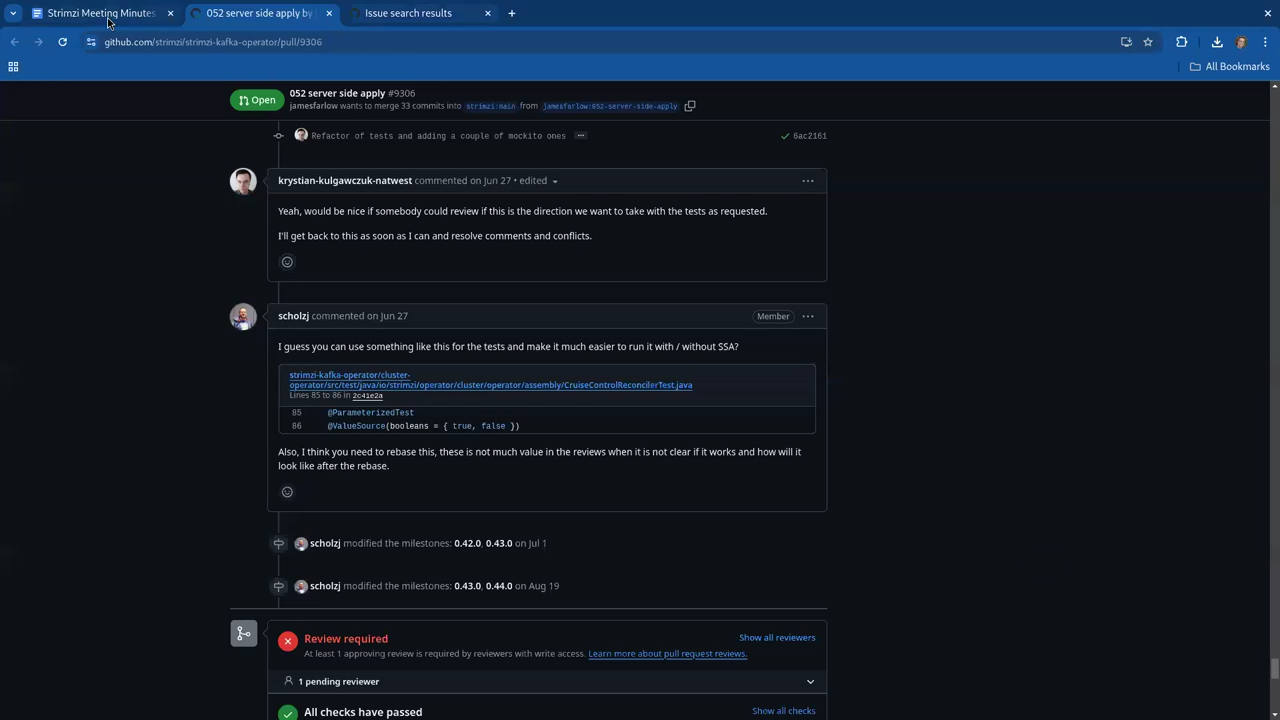 Strimzi Meeting Minutes
052 server side apply by
Issue search results
github.com/strimzi/strimzi-kafka-operator/pull/9306
All Bookmarks
Open
052 server side apply #9306
jamesfarlow wants to merge 33 commits into strimzi:main from jamesfarlow:052-server-side-apply
Refactor of tests and adding a couple of mockito ones
6ac2161
krystian-kulgawczuk-natwest commented on Jun 27 • edited
Yeah, would be nice if somebody could review if this is the direction we want to take with the tests as requested.
I'll get back to this as soon as I can and resolve comments and conflicts.
scholzj commented on Jun 27
Member
I guess you can use something like this for the tests and make it much easier to run it with / without SSA?
strimzi-kafka-operator/cluster-
operator/src/test/java/io/strimzi/operator/cluster/operator/assembly/CruiseControlReconcilerTest.java
Lines 85 to 86 in 2c41e2a
85 @ParameterizedTest
86 @ValueSource(booleans = { true, false })
Also, I think you need to rebase this, these is not much value in the reviews when it is not clear if it works and how will it
look like after the rebase.
scholzj modified the milestones: 0.42.0, 0.43.0 on Jul 1
scholzj modified the milestones: 0.43.0, 0.44.0 on Aug 19
Review required
Show all reviewers
At least 1 approving review is required by reviewers with write access. Learn more about pull request reviews.
1 pending reviewer
All checks have passed
Show all checks